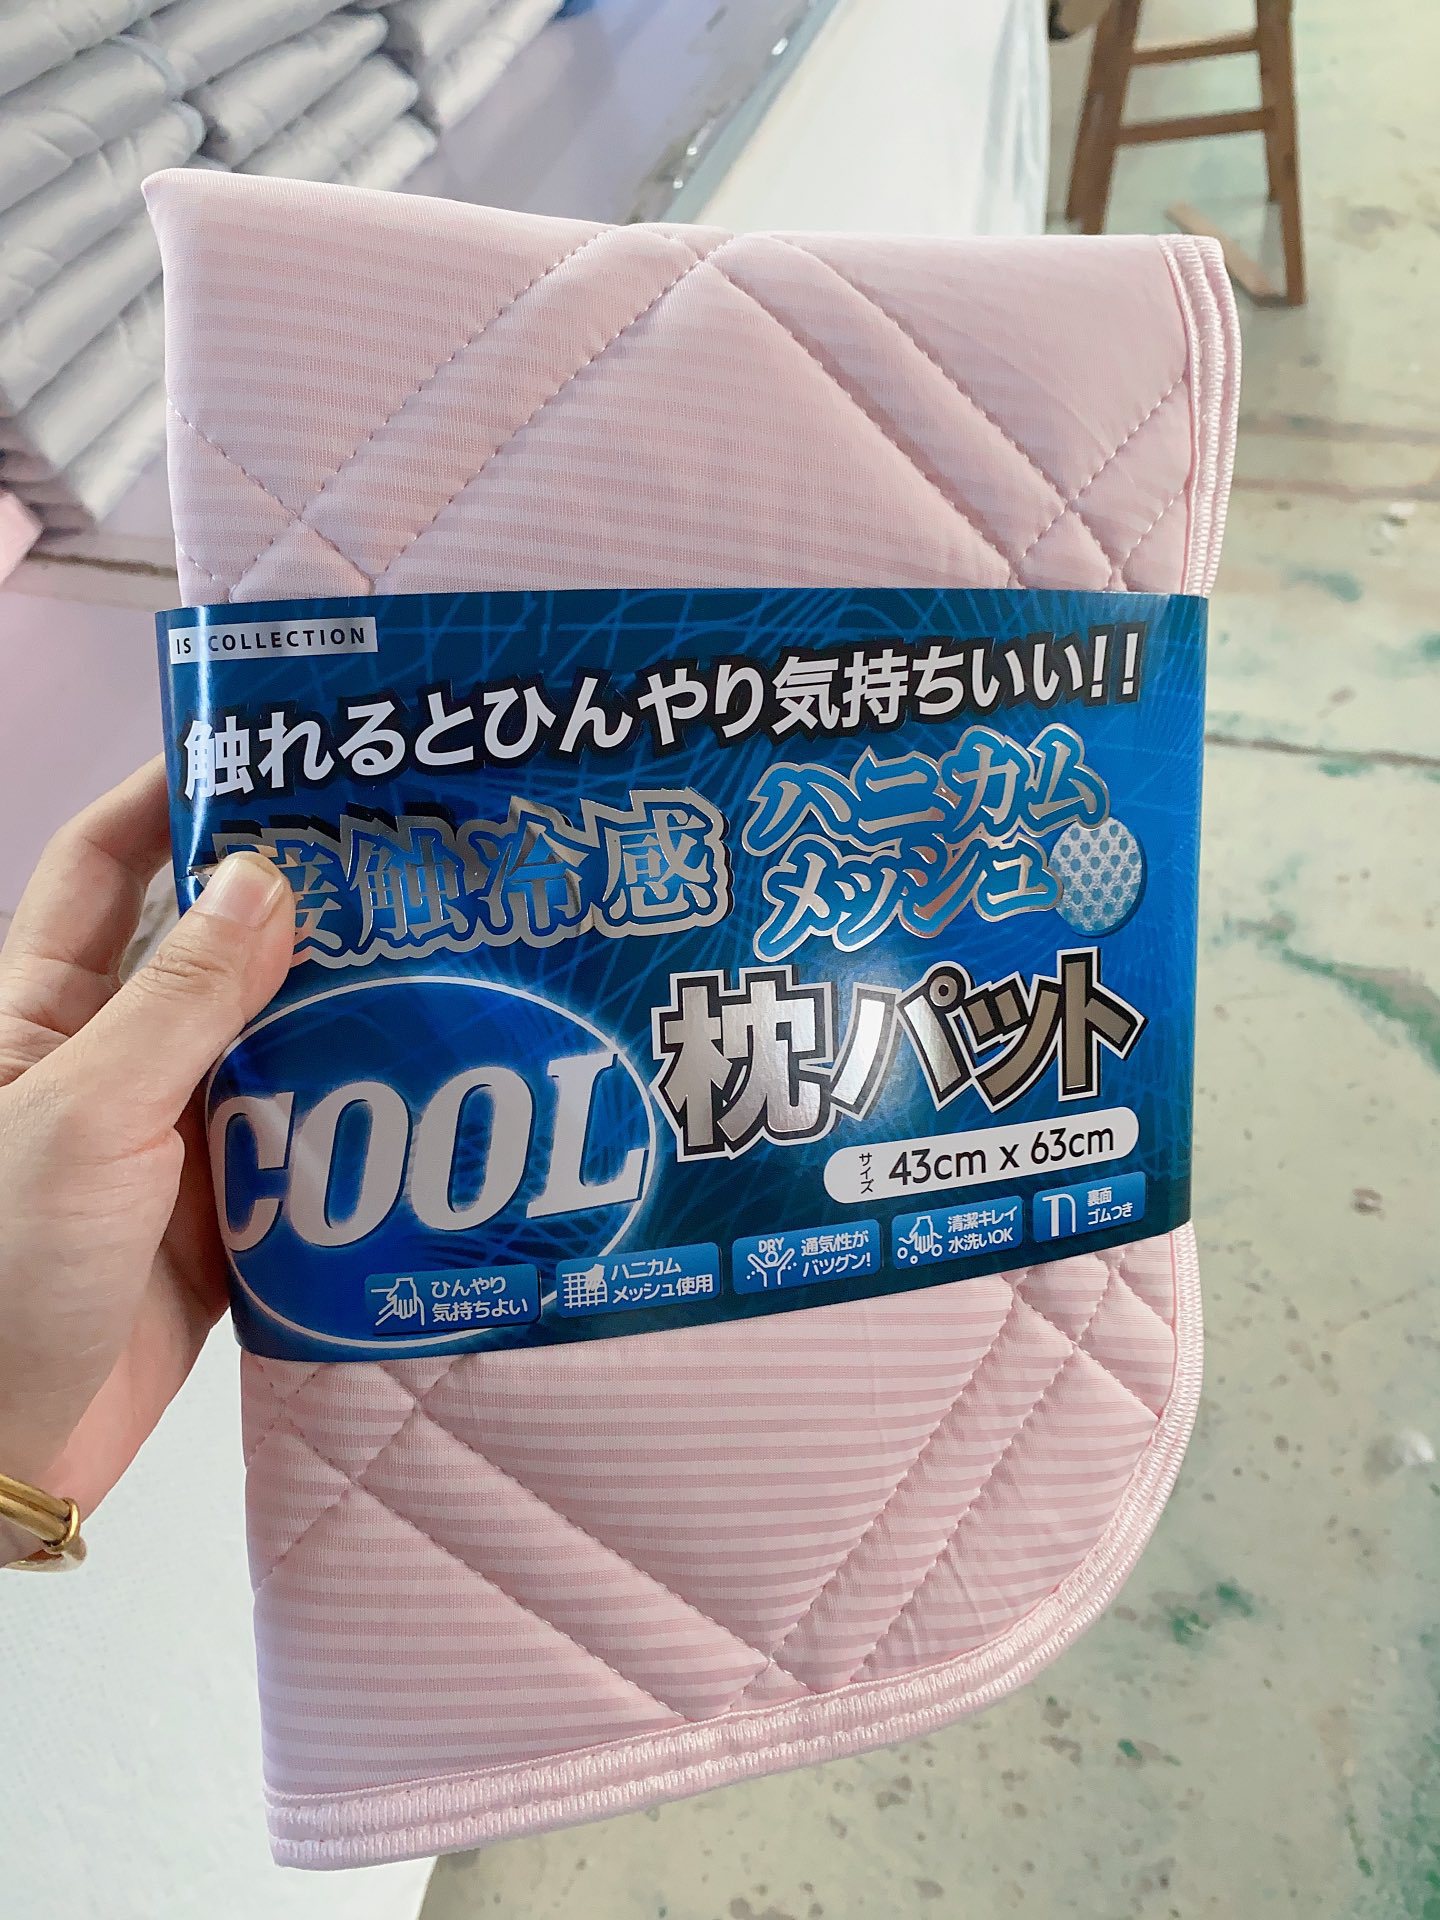 IS COLLECTION
触れるとひんやり気持ちいい!!
接触冷感
ハニカム
メッシュ
COOL
枕パット
サイズ 43cm x 63cm
ひんやり
気持ちよい
ハニカム
メッシュ使用
DRY
通気性が
バツグン!
清潔キレイ
水洗いOK
裏面
ゴムつき